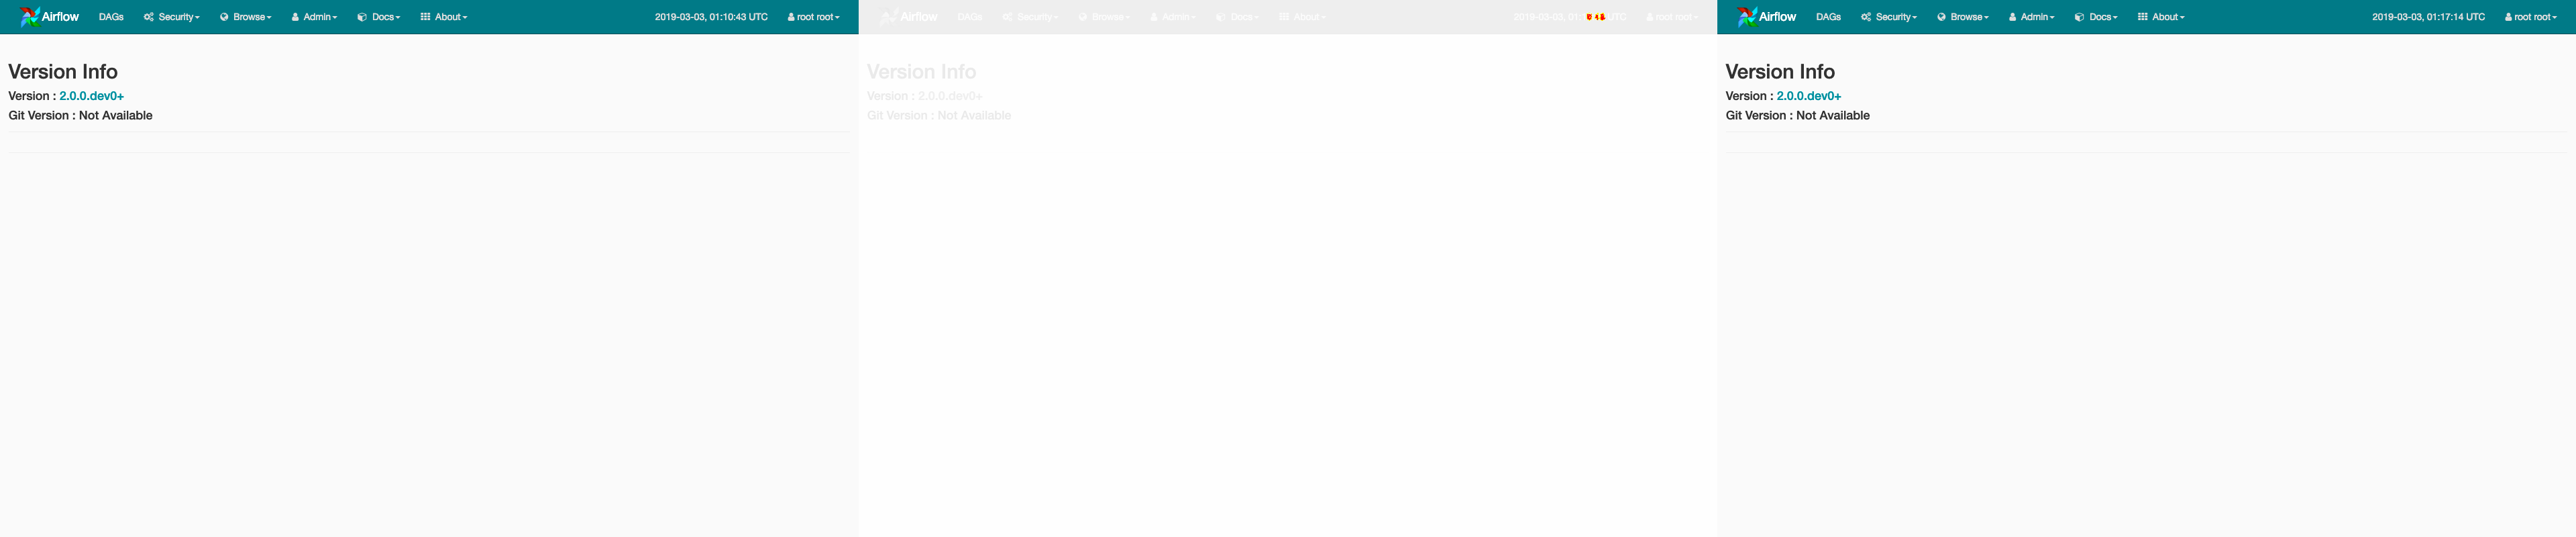 Airflow DAGs Security Browse Admin Docs About 2019-03-03, 01:10:43 UTC root root
Version Info
Version : 2.0.0.dev0+
Git Version : Not Available
Airflow DAGs Security Browse Admin Docs About 2019-03-03, 01: UTC root root
Version Info
Version : 2.0.0.dev0+
Git Version : Not Available
Airflow DAGs Security Browse Admin Docs About 2019-03-03, 01:17:14 UTC root root
Version Info
Version : 2.0.0.dev0+
Git Version : Not Available